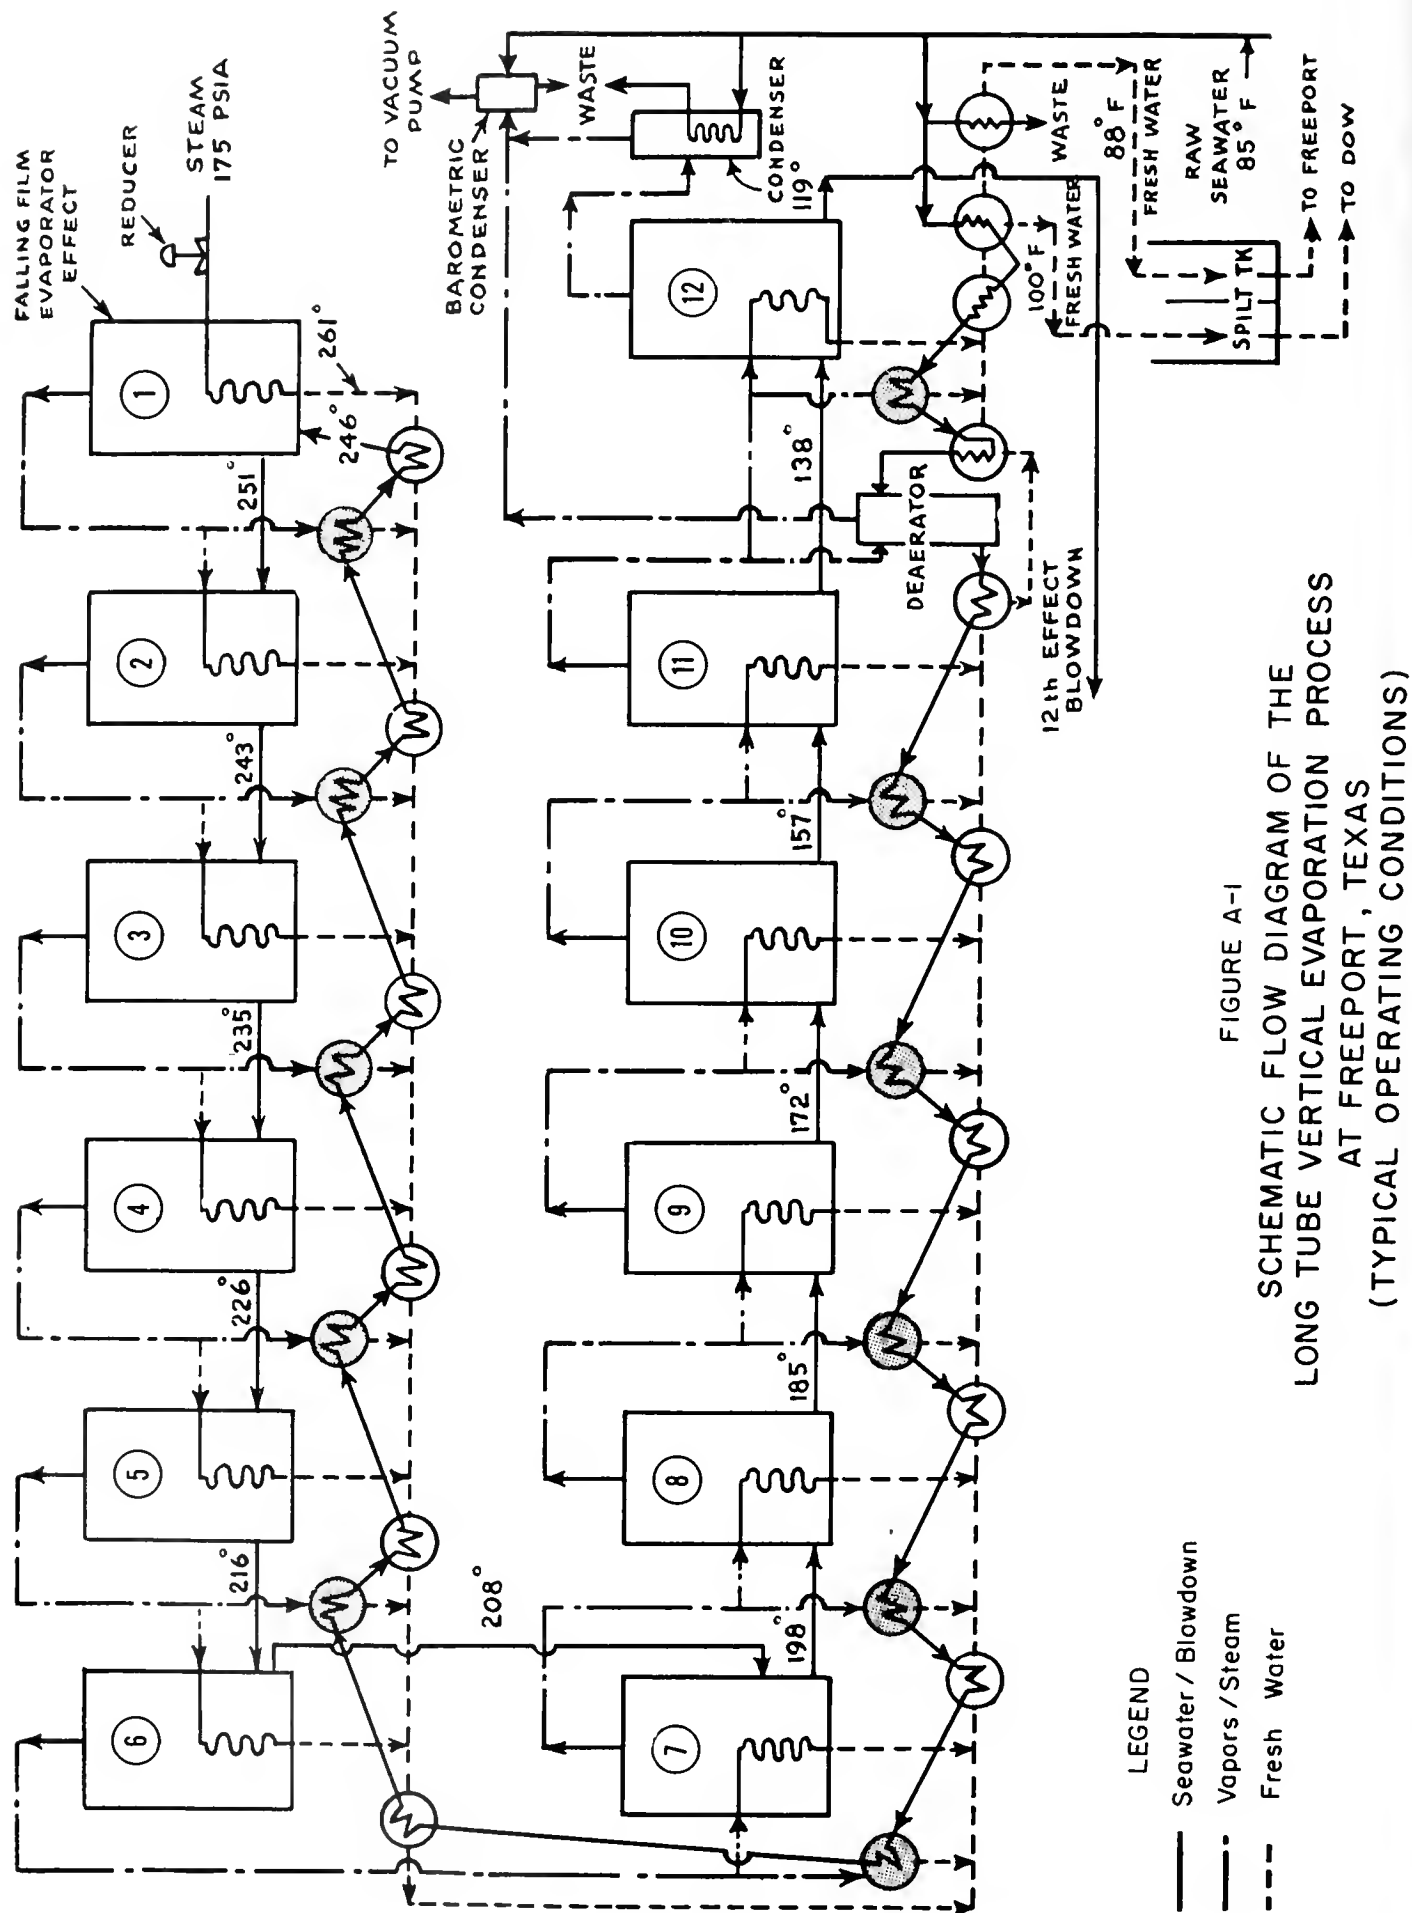 FALLING FILM
EVAPORATOR
EFFECT
REDUCER
STEAM
175 PSIA
261°
246°
1
251°
2
243°
3
235°
4
226°
5
216°
6
208°
TO VACUUM
PUMP
BAROMETRIC
CONDENSER
WASTE
CONDENSER
119°
12
138°
11
157°
10
172°
9
185°
8
198°
7
DEAERATOR
12th EFFECT
BLOWDOWN
100°F
FRESH WATER
WASTE
88°F
FRESH WATER
RAW
SEAWATER
85°F
SPILT TK
TO FREEPORT
TO DOW
LEGEND
Seawater / Blowdown
Vapors / Steam
Fresh Water
FIGURE A-1
SCHEMATIC FLOW DIAGRAM OF THE
LONG TUBE VERTICAL EVAPORATION PROCESS
AT FREEPORT, TEXAS
(TYPICAL OPERATING CONDITIONS)